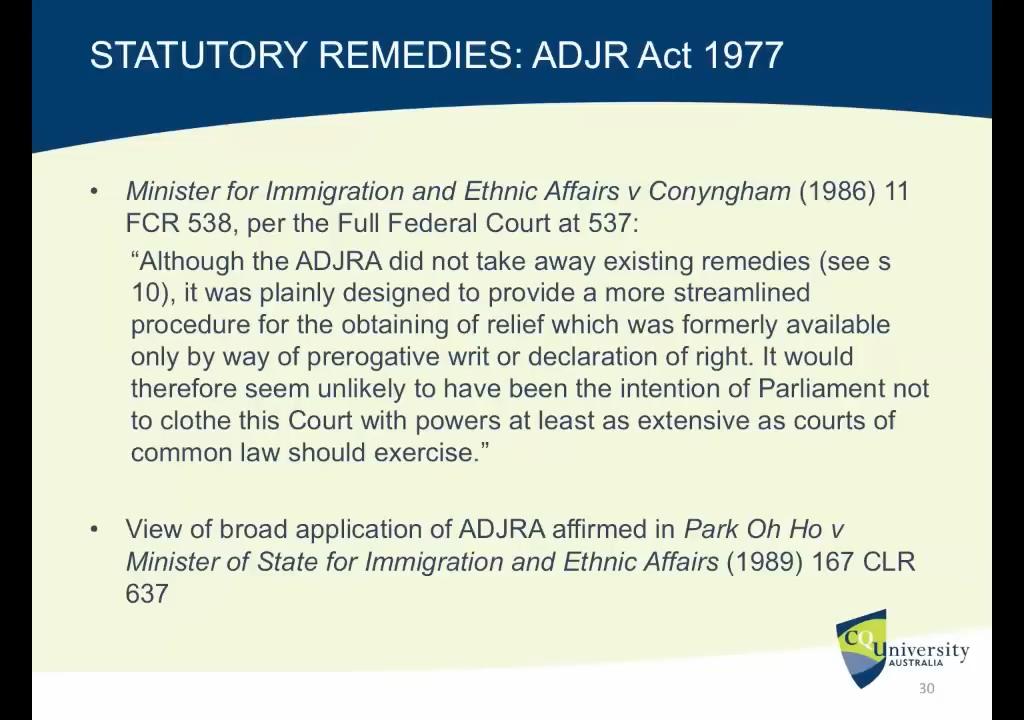 STATUTORY REMEDIES: ADJR Act 1977
• Minister for Immigration and Ethnic Affairs v Conyngham (1986) 11
FCR 538, per the Full Federal Court at 537:
“Although the ADJRA did not take away existing remedies (see s
10), it was plainly designed to provide a more streamlined
procedure for the obtaining of relief which was formerly available
only by way of prerogative writ or declaration of right. It would
therefore seem unlikely to have been the intention of Parliament not
to clothe this Court with powers at least as extensive as courts of
common law should exercise.”
• View of broad application of ADJRA affirmed in Park Oh Ho v
Minister of State for Immigration and Ethnic Affairs (1989) 167 CLR
637
CQUniversity
AUSTRALIA
30